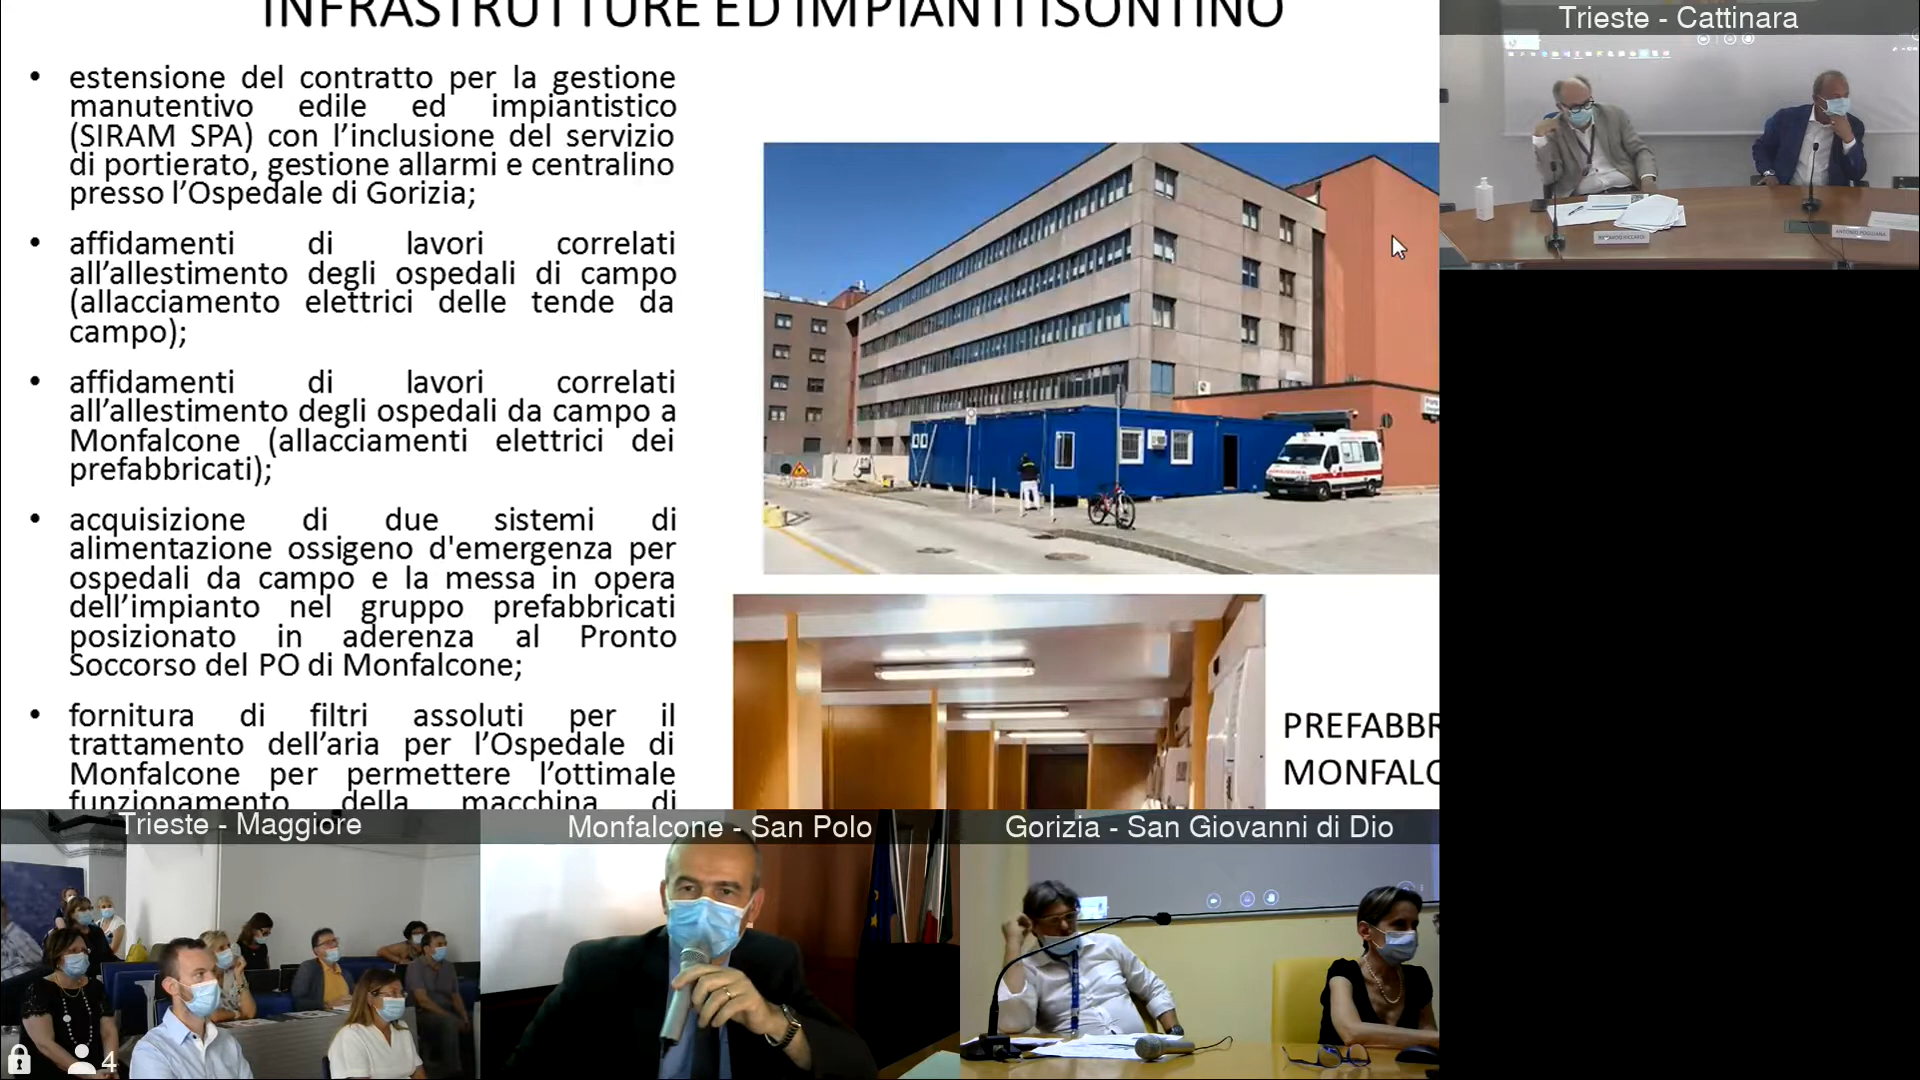 INFRASTRUTTURE ED IMPIANTI ISONTINO
• estensione del contratto per la gestione
manutentivo edile ed impiantistico
(SIRAM SPA) con l’inclusione del servizio
di portierato, gestione allarmi e centralino
presso l’Ospedale di Gorizia;
• affidamenti di lavori correlati
all’allestimento degli ospedali di campo
(allacciamento elettrici delle tende da
campo);
• affidamenti di lavori correlati
all’allestimento degli ospedali da campo a
Monfalcone (allacciamenti elettrici dei
prefabbricati);
• acquisizione di due sistemi di
alimentazione ossigeno d'emergenza per
ospedali da campo e la messa in opera
dell’impianto nel gruppo prefabbricati
posizionato in aderenza al Pronto
Soccorso del PO di Monfalcone;
• fornitura di filtri assoluti per il
trattamento dell’aria per l’Ospedale di
Monfalcone per permettere l’ottimale
funzionamento della macchina di
PREFABBR
MONFALC
Trieste - Cattinara
ANTONIO POGGIANA
Trieste - Maggiore
Monfalcone - San Polo
Gorizia - San Giovanni di Dio
4